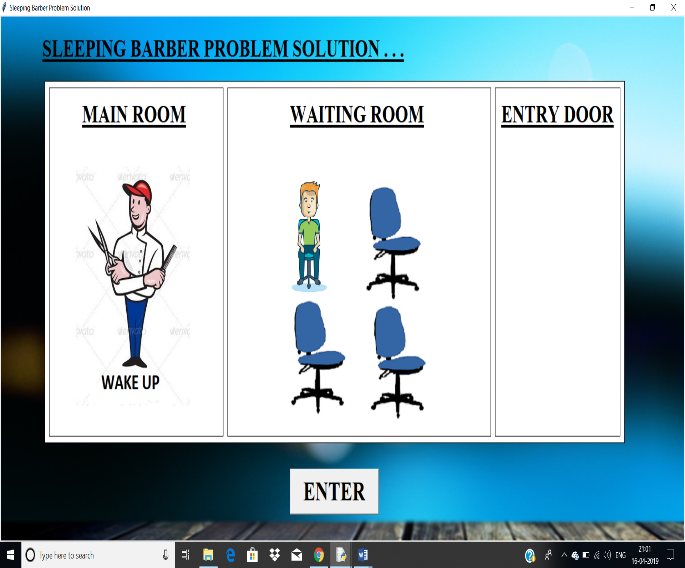 Sleeping Barber Problem Solution
SLEEPING BARBER PROBLEM SOLUTION . . .
MAIN ROOM
WAITING ROOM
ENTRY DOOR
WAKE UP
ENTER
Type here to search
ENG
21:01
16-04-2019